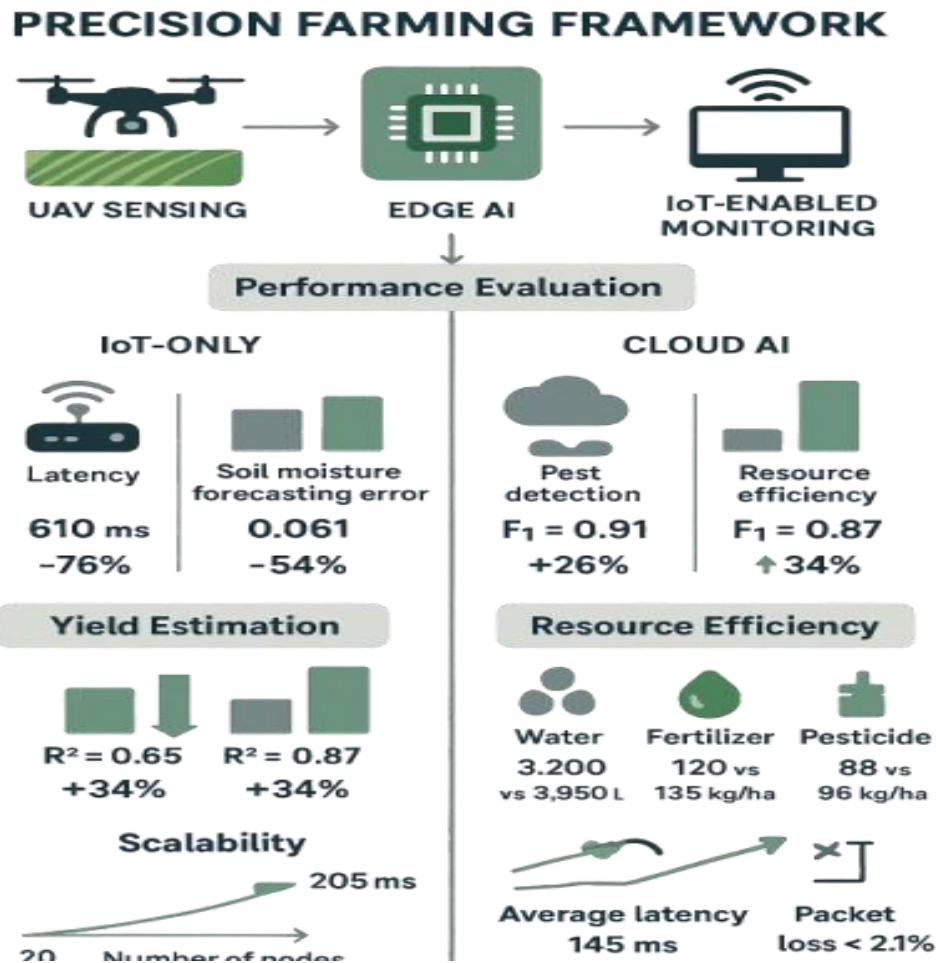 PRECISION FARMING FRAMEWORK
UAV SENSING
EDGE AI
IoT-ENABLED
MONITORING
Performance Evaluation
IoT-ONLY
Latency
610 ms
-76%
Soil moisture
forecasting error
0.061
-54%
CLOUD AI
Pest
detection
F₁ = 0.91
+26%
Resource
efficiency
F₁ = 0.87
34%
Yield Estimation
R² = 0.65
+34%
R² = 0.87
+34%
Scalability
205 ms
20
Number of nodes
Resource Efficiency
Water
3.200
vs 3,950 L
Fertilizer
120 vs
135 kg/ha
Pesticide
88 vs
96 kg/ha
Average latency
145 ms
Packet
loss < 2.1%